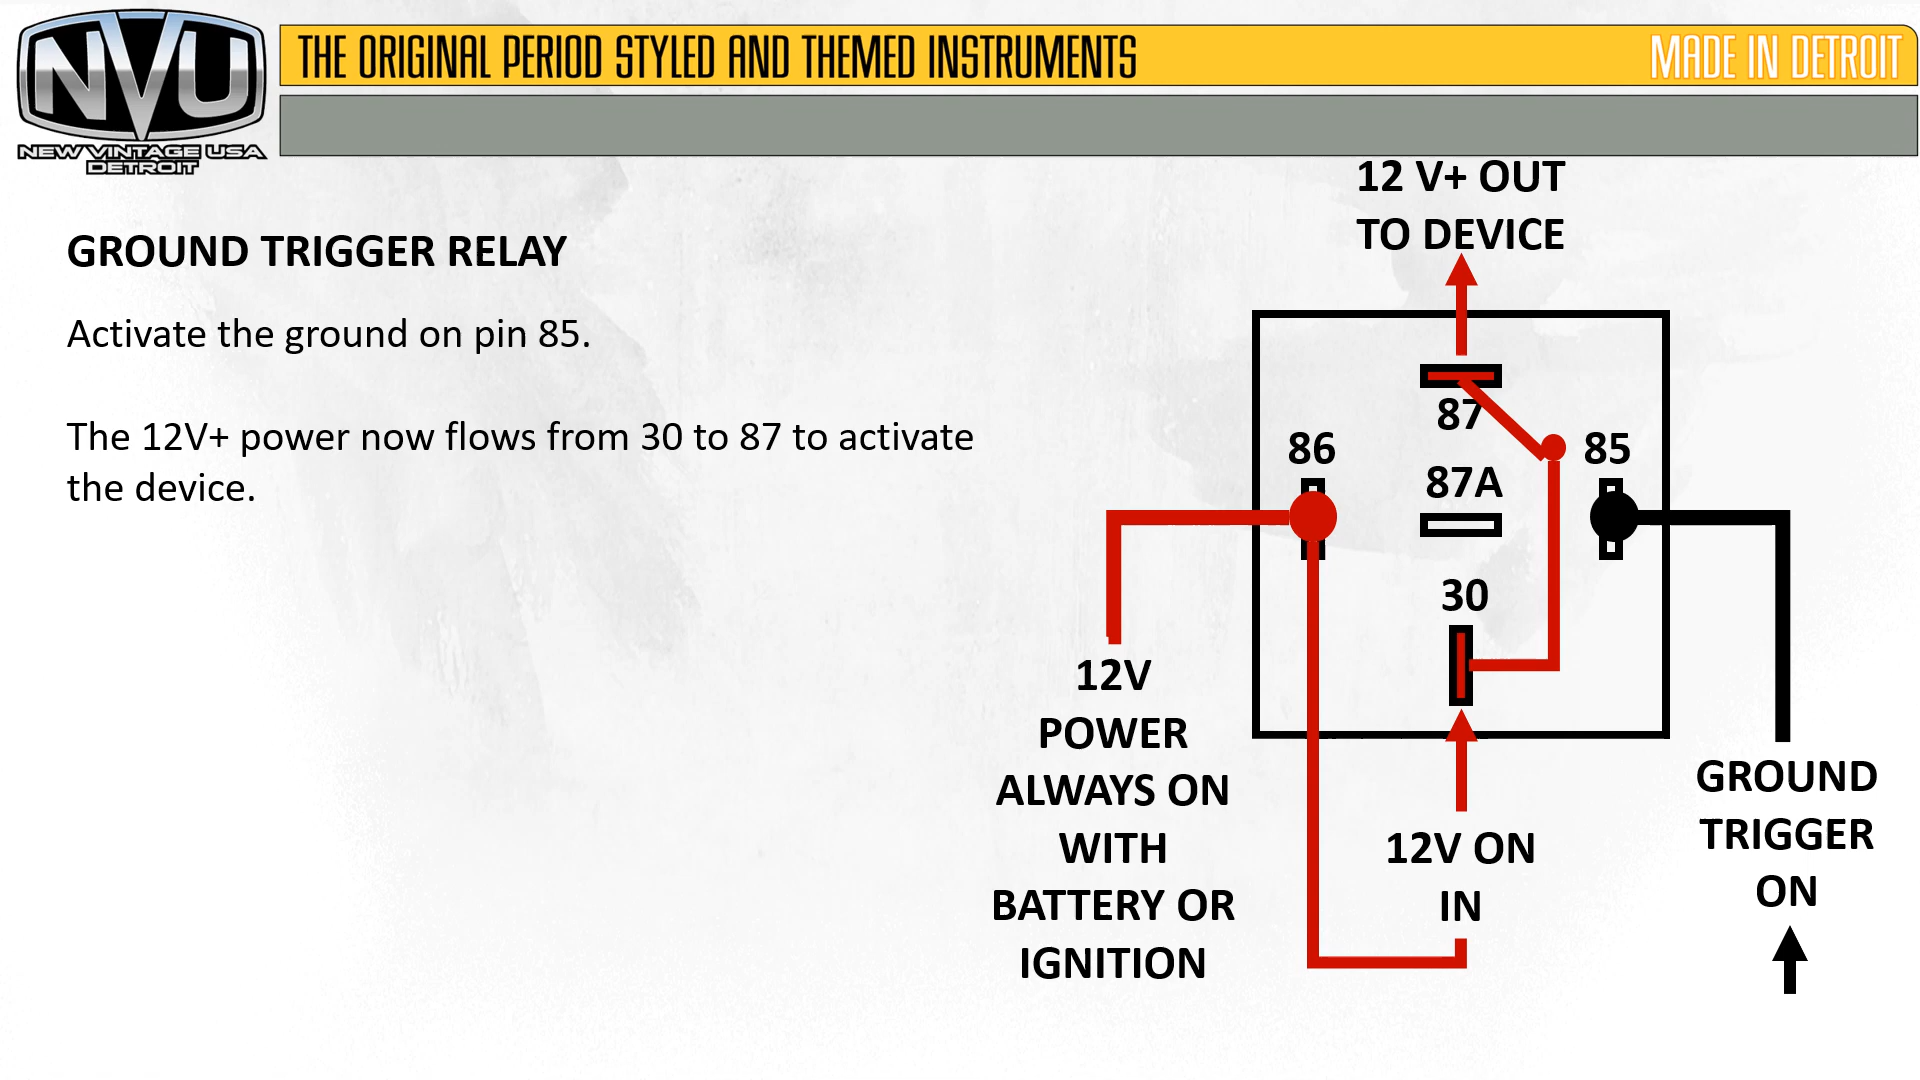 NVU
NEW VINTAGE USA
DETROIT
THE ORIGINAL PERIOD STYLED AND THEMED INSTRUMENTS
MADE IN DETROIT
GROUND TRIGGER RELAY
Activate the ground on pin 85.
The 12V+ power now flows from 30 to 87 to activate
the device.
12 V+ OUT
TO DEVICE
87
86
85
87A
30
12V
POWER
ALWAYS ON
WITH
BATTERY OR
IGNITION
12V ON
IN
GROUND
TRIGGER
ON